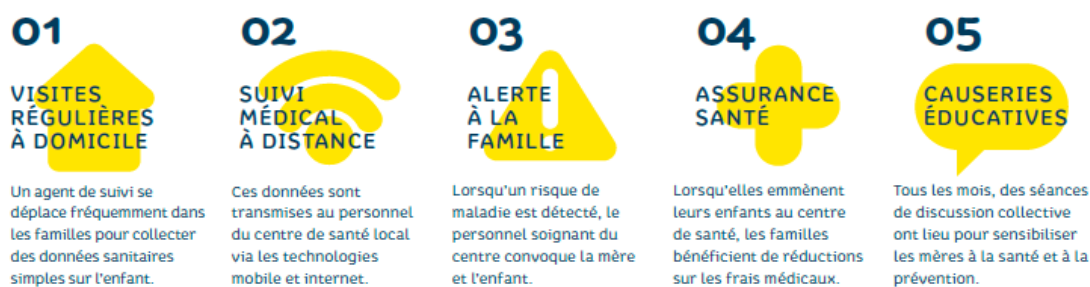 01
VISITES
RÉGULIÈRES
À DOMICILE
Un agent de suivi se
déplace fréquemment dans
les familles pour collecter
des données sanitaires
simples sur l'enfant.
02
SUIVI
MÉDICAL
À DISTANCE
Ces données sont
transmises au personnel
du centre de santé local
via les technologies
mobile et internet.
03
ALERTE
À LA
FAMILLE
Lorsqu'un risque de
maladie est détecté, le
personnel soignant du
centre convoque la mère
et l'enfant.
04
ASSURANCE
SANTÉ
Lorsqu'elles emmènent
leurs enfants au centre
de santé, les familles
bénéficient de réductions
sur les frais médicaux.
05
CAUSERIES
ÉDUCATIVES
Tous les mois, des séances
de discussion collective
ont lieu pour sensibiliser
les mères à la santé et à la
prévention.